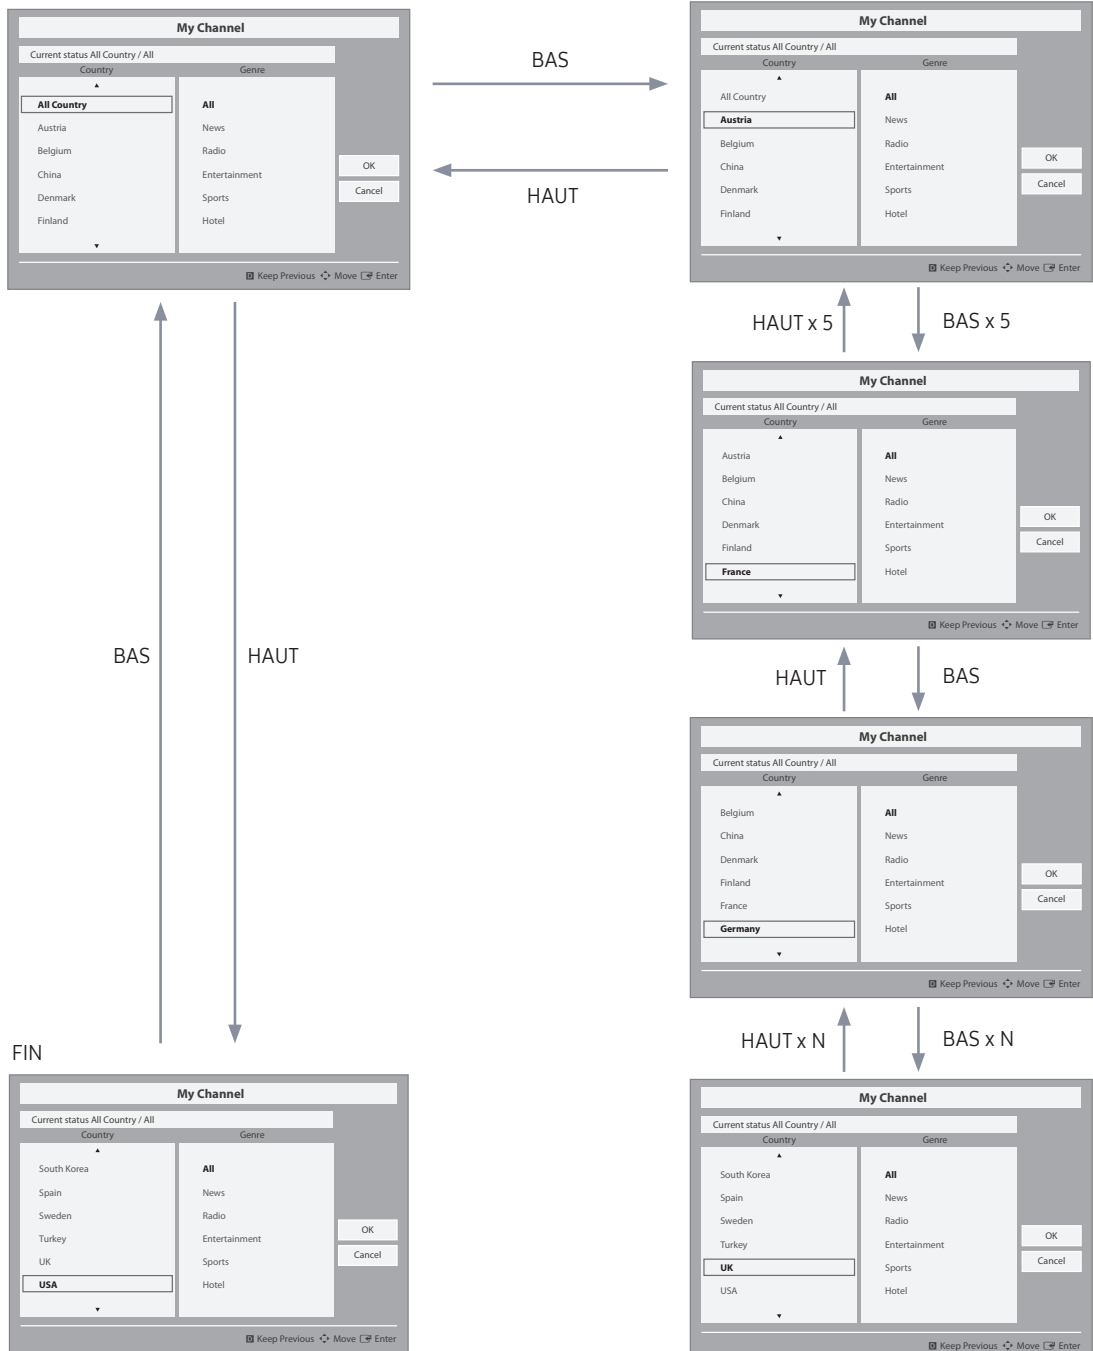 My Channel
Current status All Country / All
Country Genre
All Country All
Austria News
Belgium Radio
China Entertainment
Denmark Sports
Finland Hotel
OK
Cancel
D Keep Previous Move Enter
BAS
HAUT
My Channel
Current status All Country / All
Country Genre
All Country All
Austria News
Belgium Radio
China Entertainment
Denmark Sports
Finland Hotel
OK
Cancel
D Keep Previous Move Enter
HAUT x 5
BAS x 5
My Channel
Current status All Country / All
Country Genre
Austria All
Belgium News
China Radio
Denmark Entertainment
Finland Sports
France Hotel
OK
Cancel
D Keep Previous Move Enter
BAS
HAUT
HAUT
BAS
My Channel
Current status All Country / All
Country Genre
Belgium All
China News
Denmark Radio
Finland Entertainment
France Sports
Germany Hotel
OK
Cancel
D Keep Previous Move Enter
HAUT x N
BAS x N
FIN
My Channel
Current status All Country / All
Country Genre
South Korea All
Spain News
Sweden Radio
Turkey Entertainment
UK Sports
USA Hotel
OK
Cancel
D Keep Previous Move Enter
My Channel
Current status All Country / All
Country Genre
South Korea All
Spain News
Sweden Radio
Turkey Entertainment
UK Sports
USA Hotel
OK
Cancel
D Keep Previous Move Enter